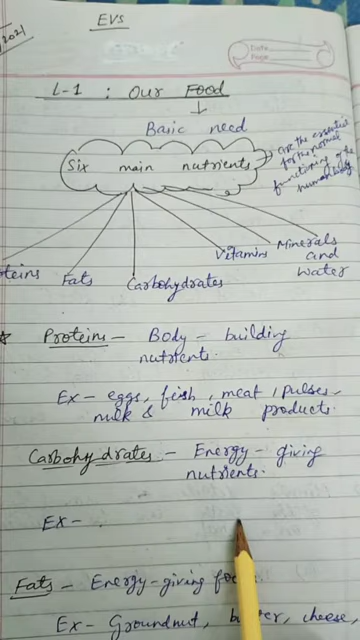 EVS
2021
Date
Page
L-1 : Our Food
Basic need
Six main nutrients
are the essential
for the normal
functioning of the
human body
Proteins
Fats
Carbohydrates
Vitamins
Minerals
and
Water
Proteins - Body - building
nutrients.
Ex - eggs, fish, meat, pulses,
milk & milk products.
Carbohydrates - Energy - giving
nutrients.
Ex - .
Fats - Energy-giving
Ex - Groundnut, butter, cheese,